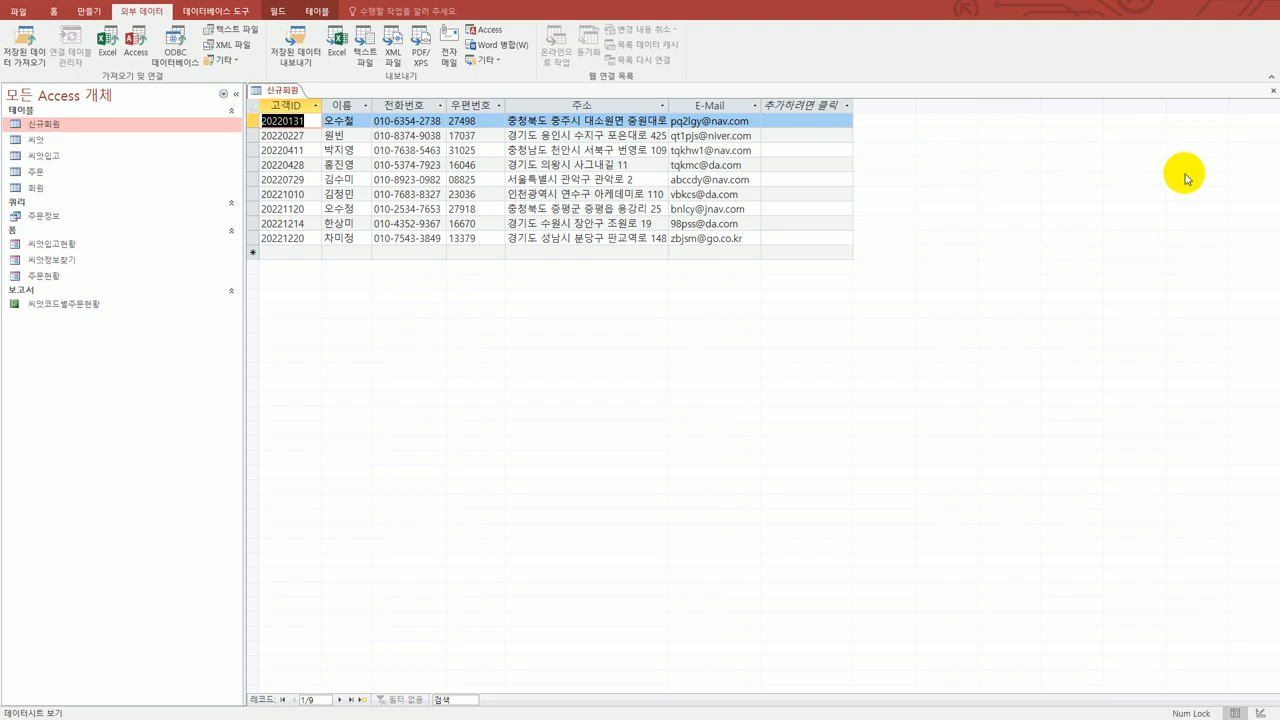 파일 홈 만들기 외부 데이터 데이터베이스 도구 필드 테이블 수행할 작업을 알려 주세요.
저장된 데이터 가져오기 연결 테이블 관리자 Excel Access ODBC 데이터베이스 텍스트 파일 XML 파일 기타
저장된 데이터 내보내기 Excel 텍스트 파일 XML 파일 PDF/XPS 전자 메일 Access Word 병합(W) 기타
온라인으로 작업 동기화 변경 내용 취소 목록 데이터 캐시 목록 다시 연결
가져오기 및 연결 내보내기 웹 연결 목록
모든 Access 개체
테이블
신규회원
씨앗
씨앗입고
주문
회원
쿼리
주문정보
폼
씨앗입고현황
씨앗정보찾기
주문현황
보고서
씨앗코드별주문현황
신규회원
고객ID 이름 전화번호 우편번호 주소 E-Mail 추가하려면 클릭
20220131 오수철 010-6354-2738 27498 충청북도 충주시 대소원면 중원대로 pq2lgy@nav.com
20220227 원빈 010-8374-9038 17037 경기도 용인시 수지구 포은대로 425 qt1pjs@niver.com
20220411 박지영 010-7638-5463 31025 충청남도 천안시 서북구 번영로 109 tqkhw1@nav.com
20220428 홍진영 010-5374-7923 16046 경기도 의왕시 사그내길 11 tqkmc@da.com
20220729 김수미 010-8923-0982 08825 서울특별시 관악구 관악로 2 abccdy@nav.com
20221010 김정민 010-7683-8327 23036 인천광역시 연수구 아케데미로 110 vbkcs@da.com
20221120 오수정 010-2534-7653 27918 충청북도 증평군 증평읍 용강리 25 bnlcy@jnav.com
20221214 한상미 010-4352-9367 16670 경기도 수원시 장안구 조원로 19 98pss@da.com
20221220 차미정 010-7543-3849 13379 경기도 성남시 분당구 판교역로 148 zbjsm@go.co.kr
레코드: 1/9 필터 없음 검색
데이터시트 보기 Num Lock